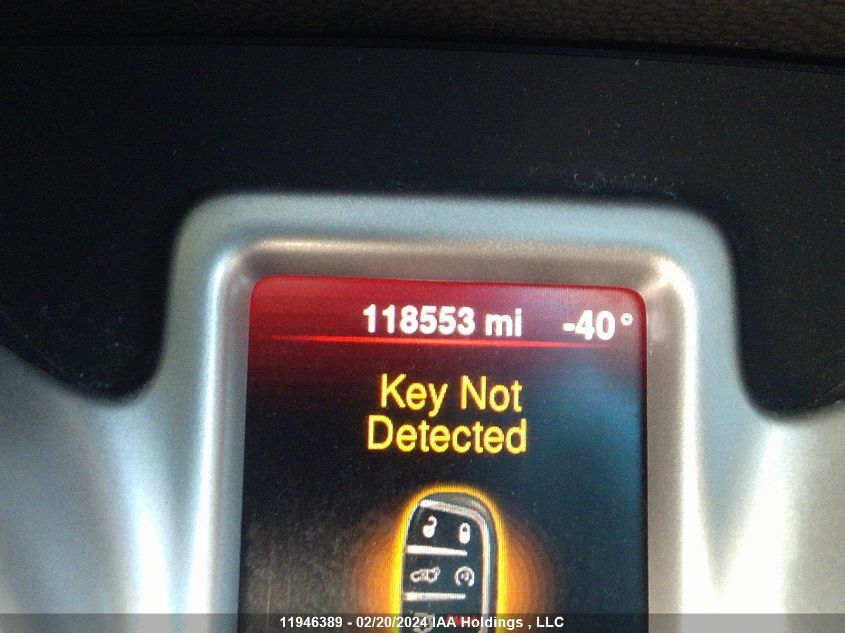 118553 mi -40°
Key Not
Detected
11946389 - 02/20/2024 IAA Holdings , LLC